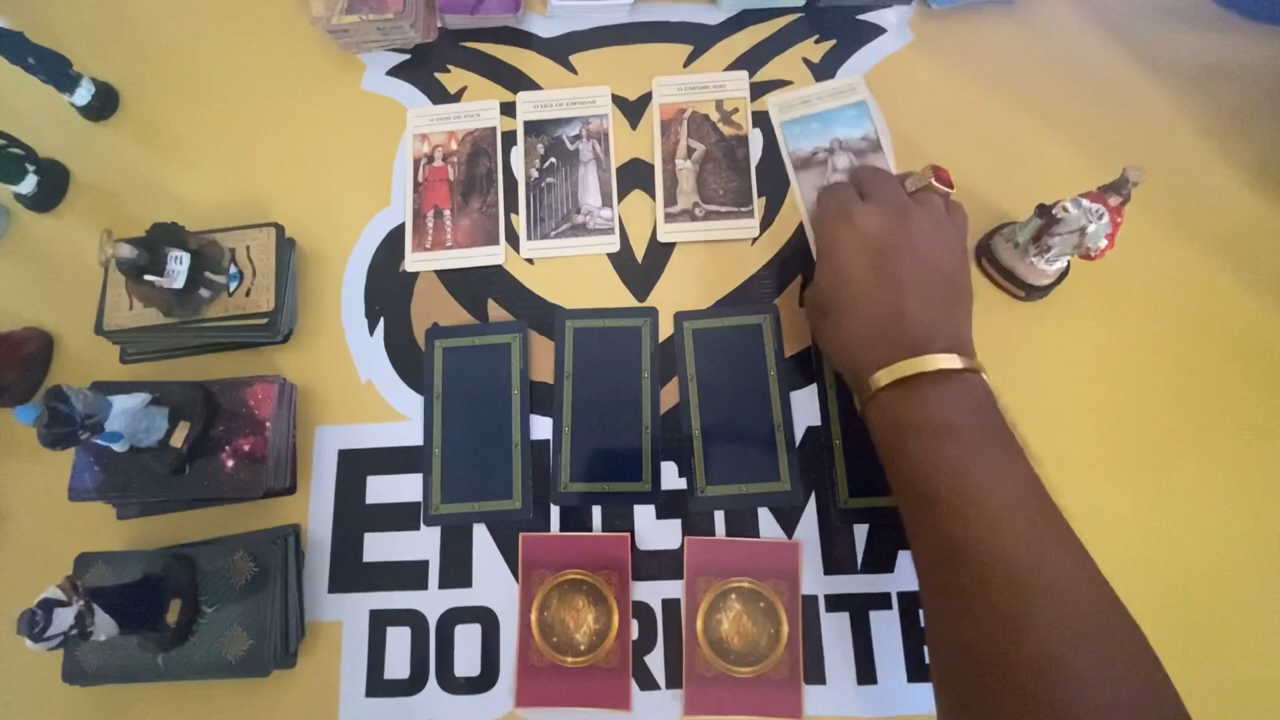 O DOIS DE PAUS
O DEZ DE ESPADAS
O ENFORCADO
ENIGMA
DO ORIENTE